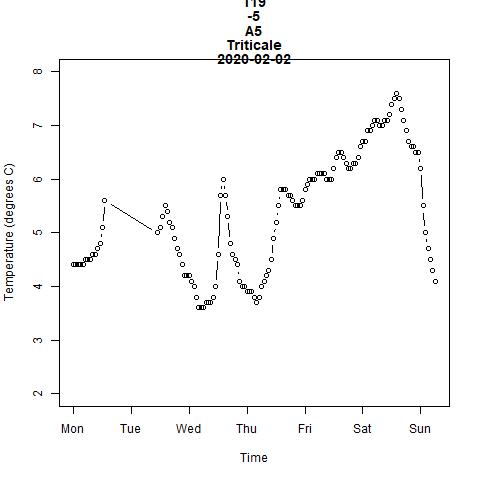 T19
-5
A5
Triticale
2020-02-02
8
7
6
5
4
3
2
Temperature (degrees C)
Mon Tue Wed Thu Fri Sat Sun
Time